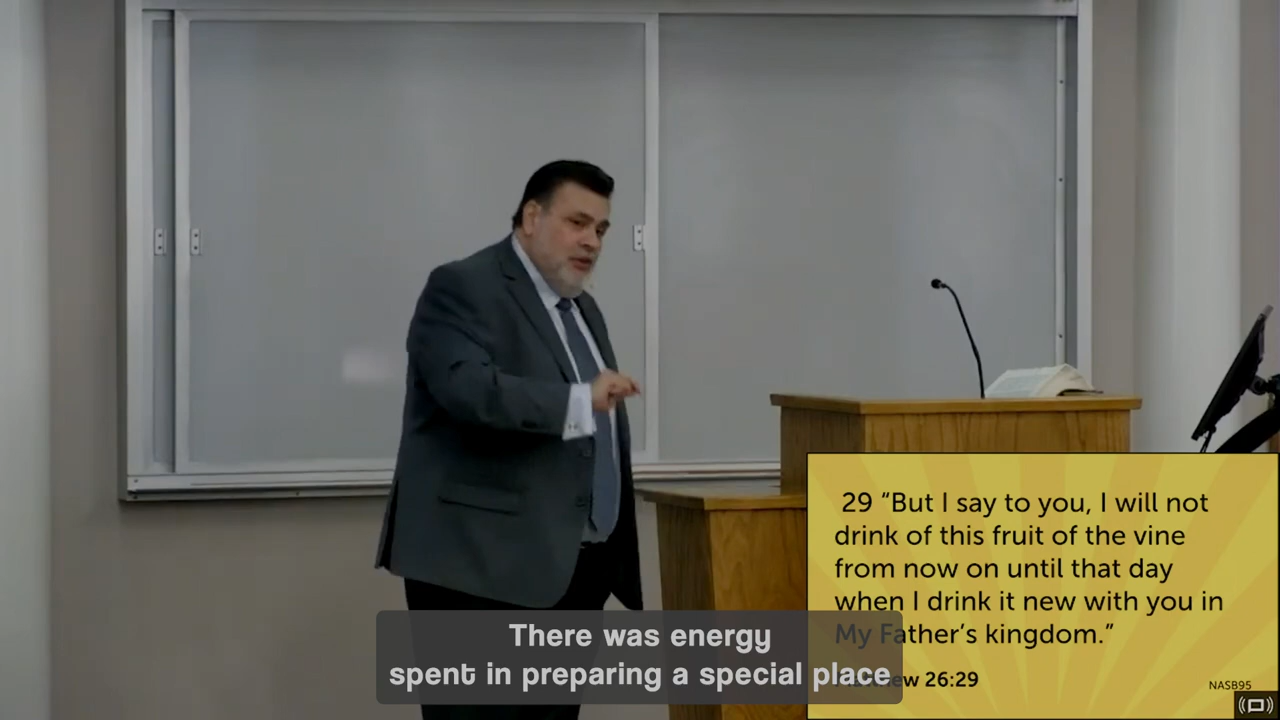 29 “But I say to you, I will not
drink of this fruit of the vine
from now on until that day
when I drink it new with you in
My Father’s kingdom.”
26:29
NASB95
There was energy
spent in preparing a special place